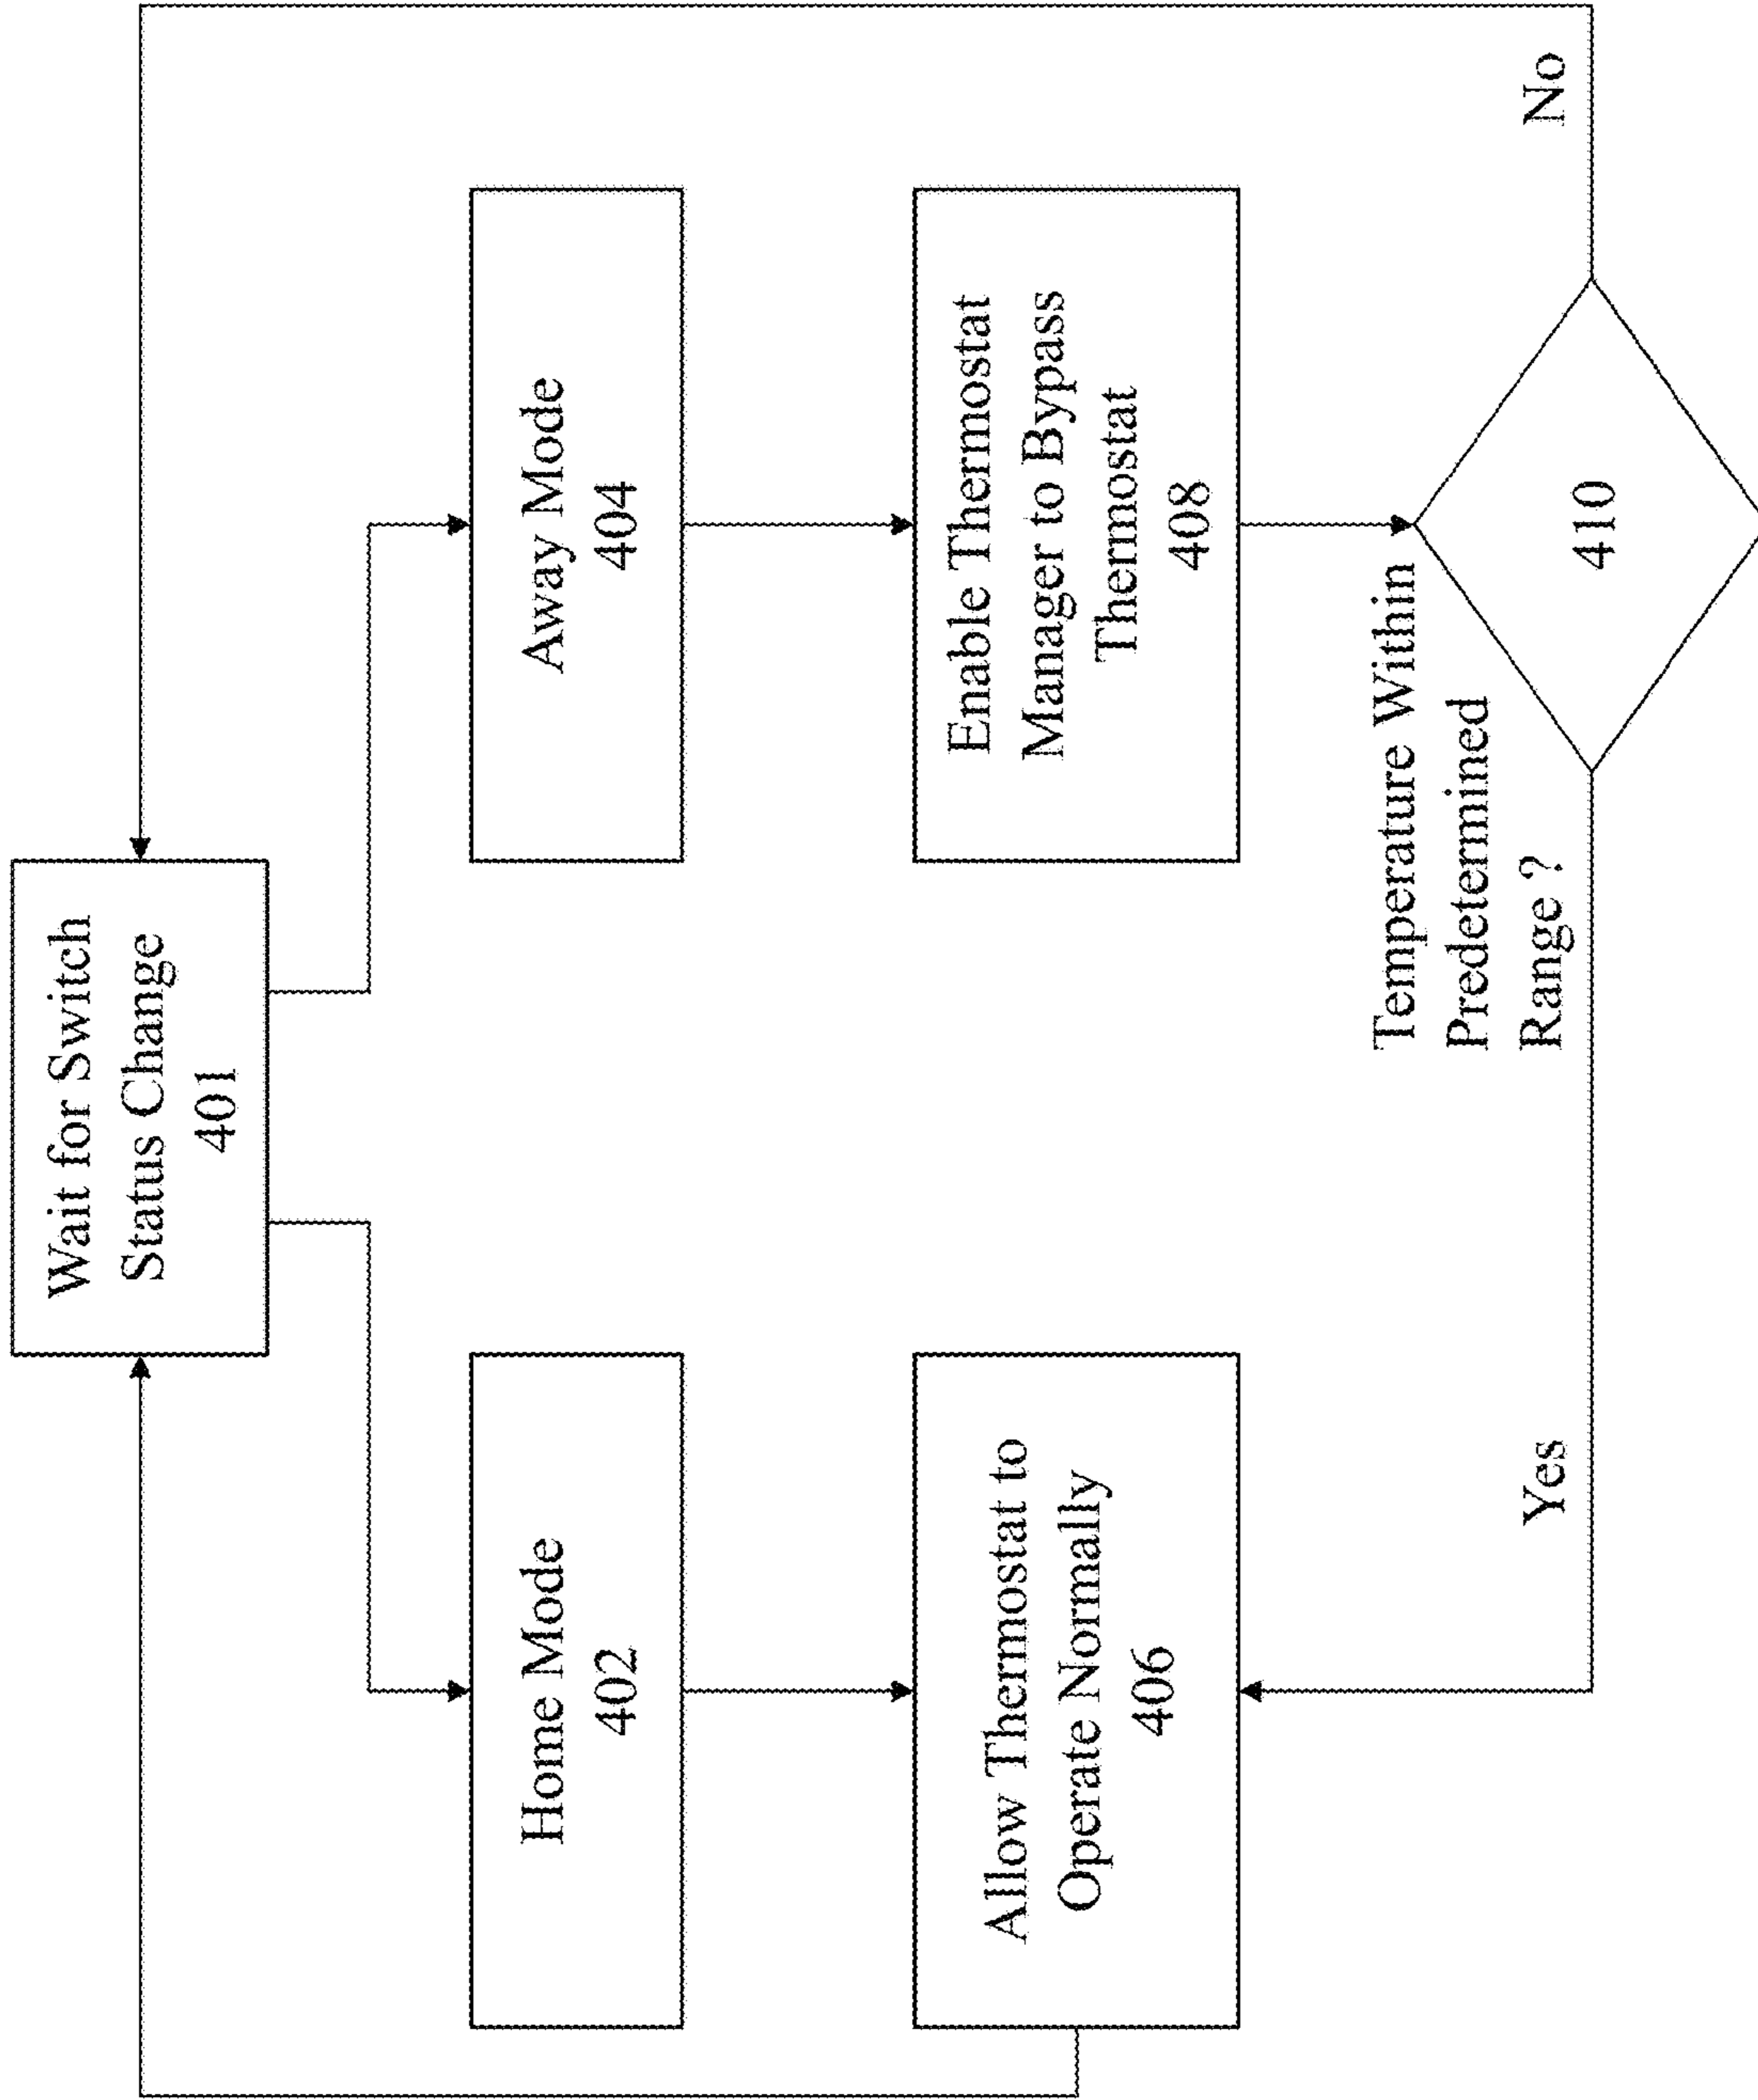 Wait for Switch
Status Change
401
Home Mode
402
Away Mode
404
Allow Thermostat to
Operate Normally
406
Enable Thermostat
Manager to Bypass
Thermostat
408
Temperature Within
Predetermined
Range ?
410
Yes
No